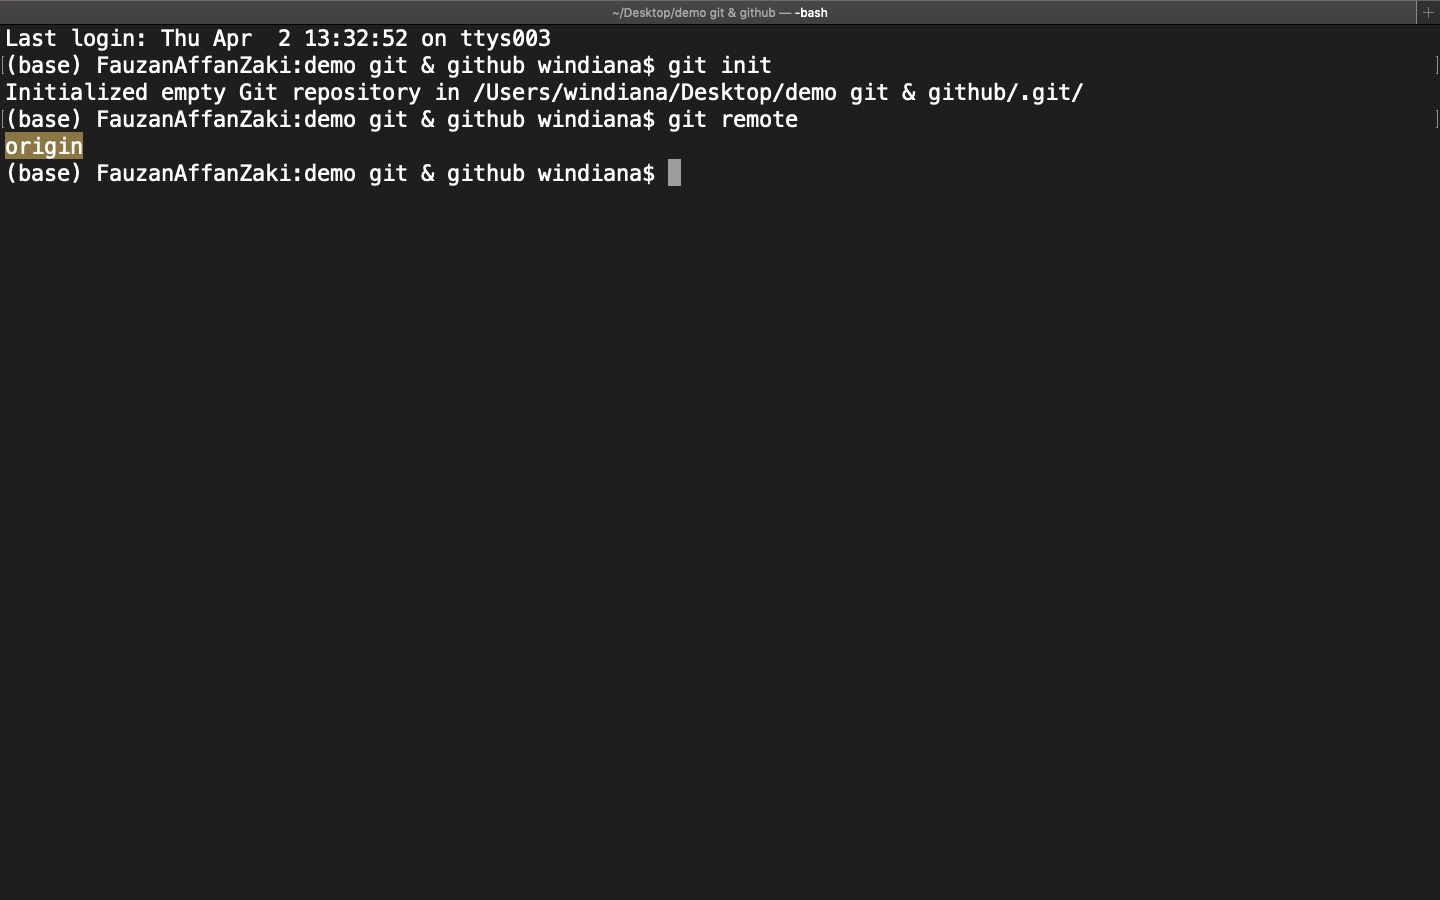 ~/Desktop/demo git & github — -bash
Last login: Thu Apr  2 13:32:52 on ttys003
(base) FauzanAffanZaki:demo git & github windiana$ git init
Initialized empty Git repository in /Users/windiana/Desktop/demo git & github/.git/
(base) FauzanAffanZaki:demo git & github windiana$ git remote
origin
(base) FauzanAffanZaki:demo git & github windiana$